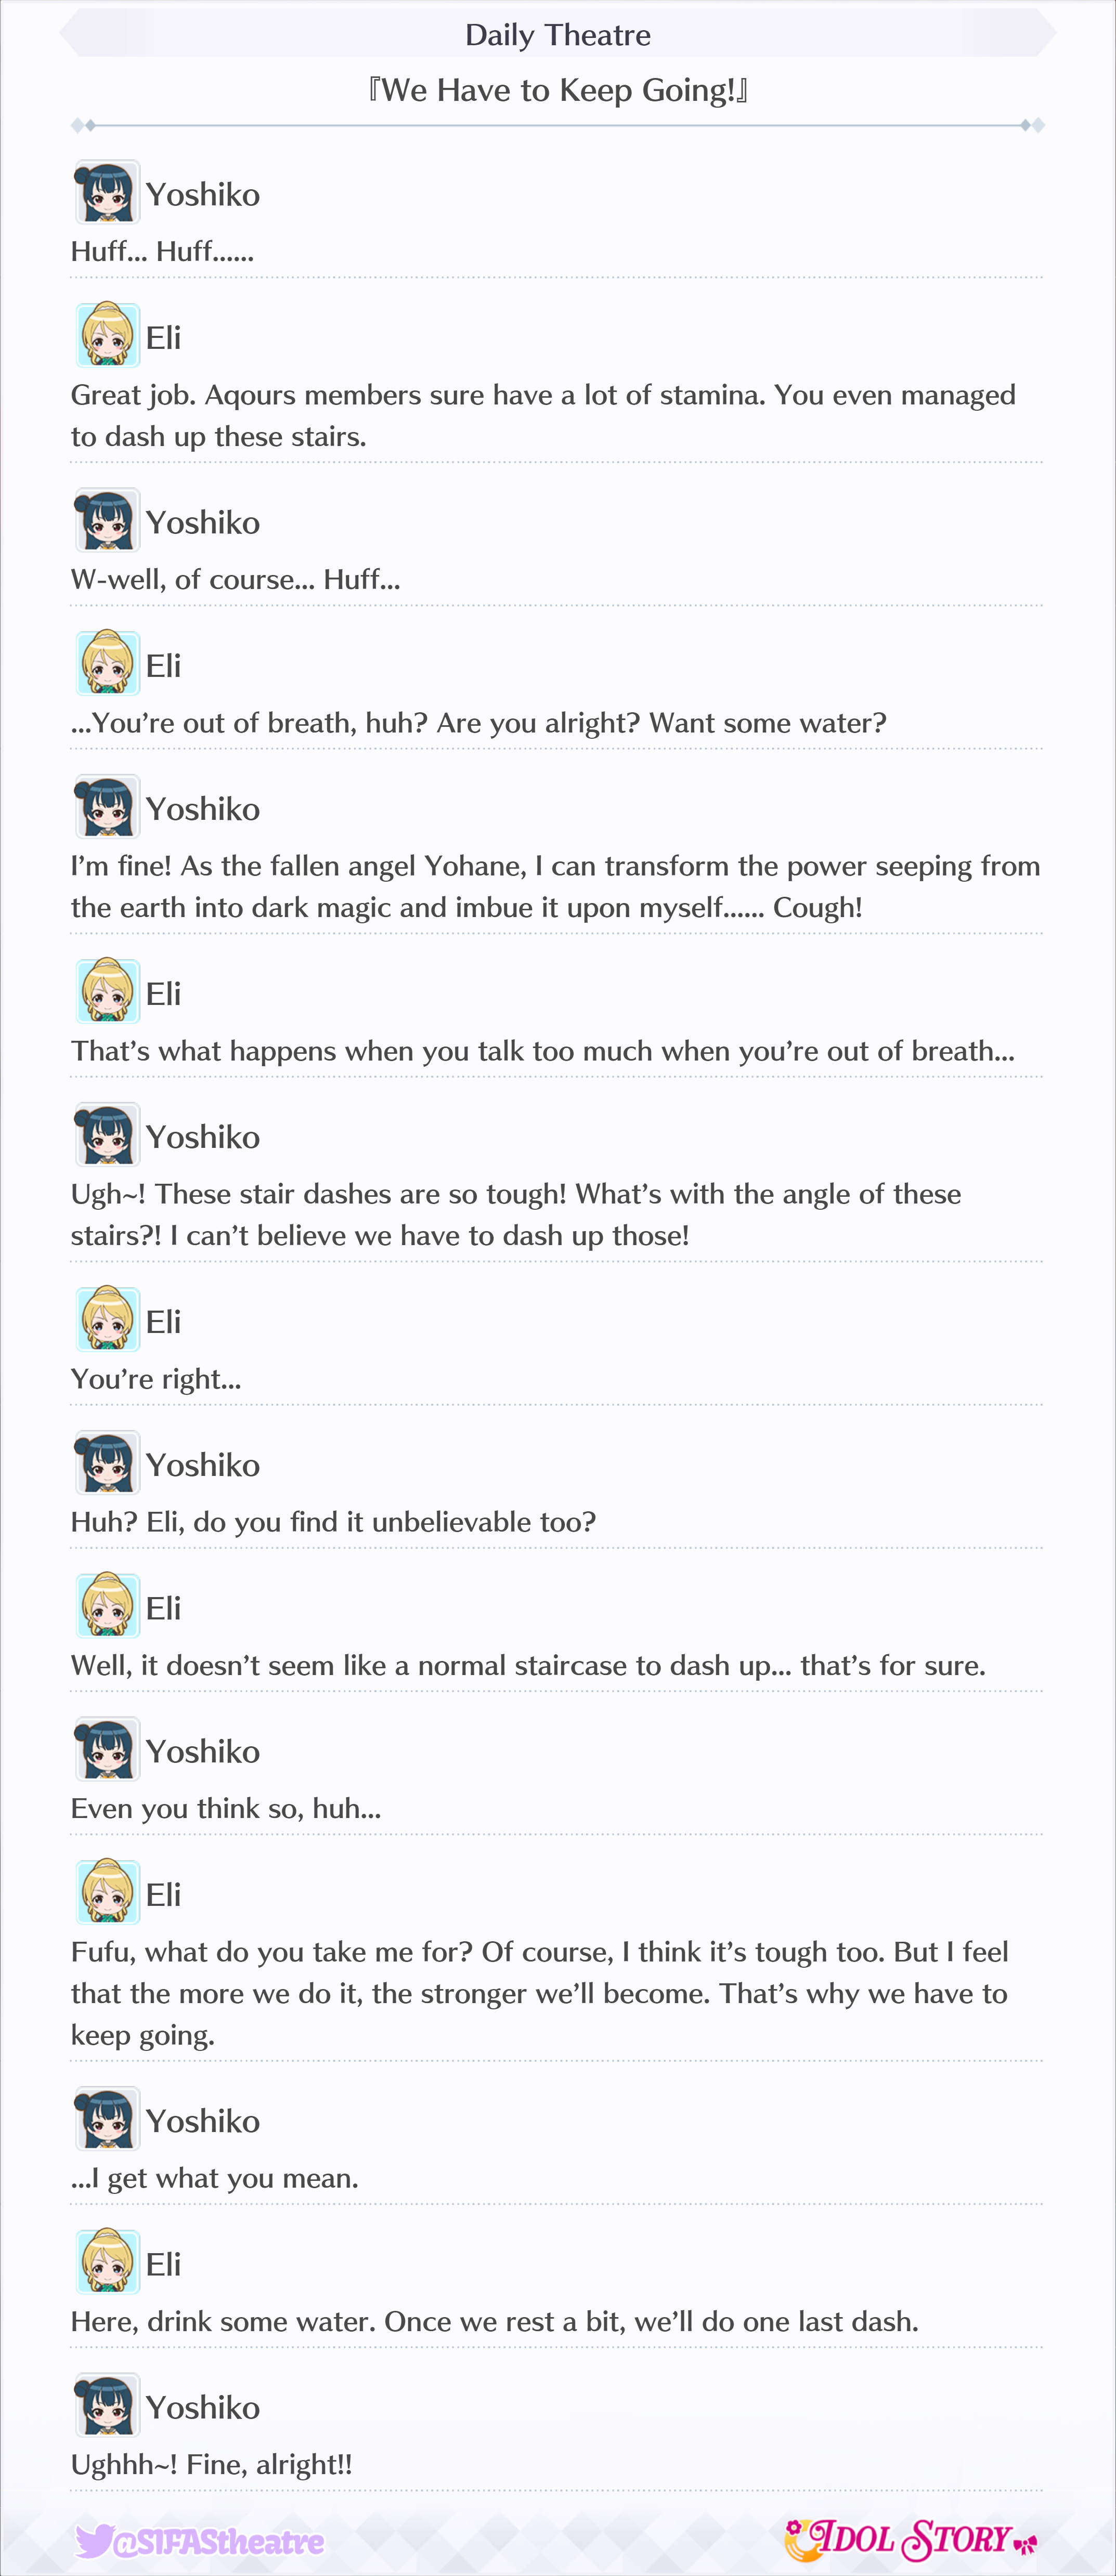 Daily Theatre
『We Have to Keep Going!』
Yoshiko
Huff... Huff......
Eli
Great job. Aqours members sure have a lot of stamina. You even managed
to dash up these stairs.
Yoshiko
W-well, of course... Huff...
Eli
...You're out of breath, huh? Are you alright? Want some water?
Yoshiko
I'm fine! As the fallen angel Yohane, I can transform the power seeping from
the earth into dark magic and imbue it upon myself...... Cough!
Eli
That's what happens when you talk too much when you're out of breath...
Yoshiko
Ugh~! These stair dashes are so tough! What's with the angle of these
stairs?! I can't believe we have to dash up those!
Eli
You're right...
Yoshiko
Huh? Eli, do you find it unbelievable too?
Eli
Well, it doesn't seem like a normal staircase to dash up... that's for sure.
Yoshiko
Even you think so, huh...
Eli
Fufu, what do you take me for? Of course, I think it's tough too. But I feel
that the more we do it, the stronger we'll become. That's why we have to
keep going.
Yoshiko
...I get what you mean.
Eli
Here, drink some water. Once we rest a bit, we'll do one last dash.
Yoshiko
Ughhh~! Fine, alright!!
@SIFAStheatre
IDOL STORY